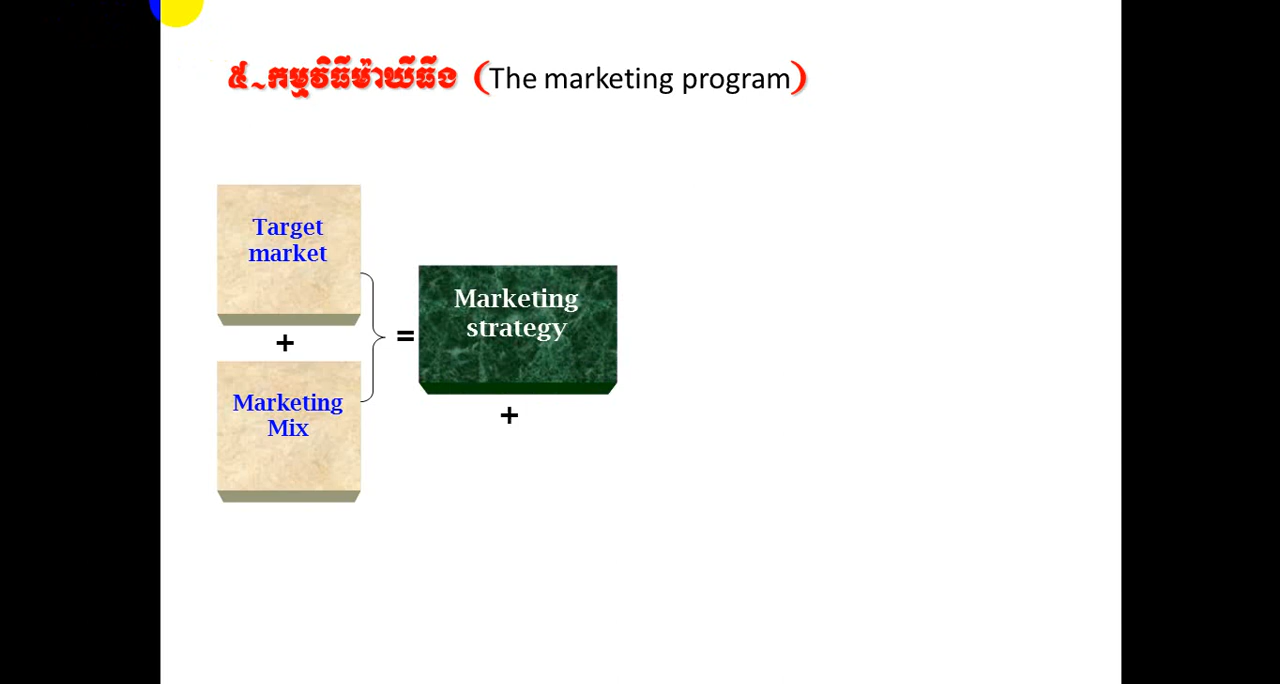 ៥~កម្មវិធីម៉ាឃីធីង (The marketing program)
Target
market
+
Marketing
Mix
=
Marketing
strategy
+